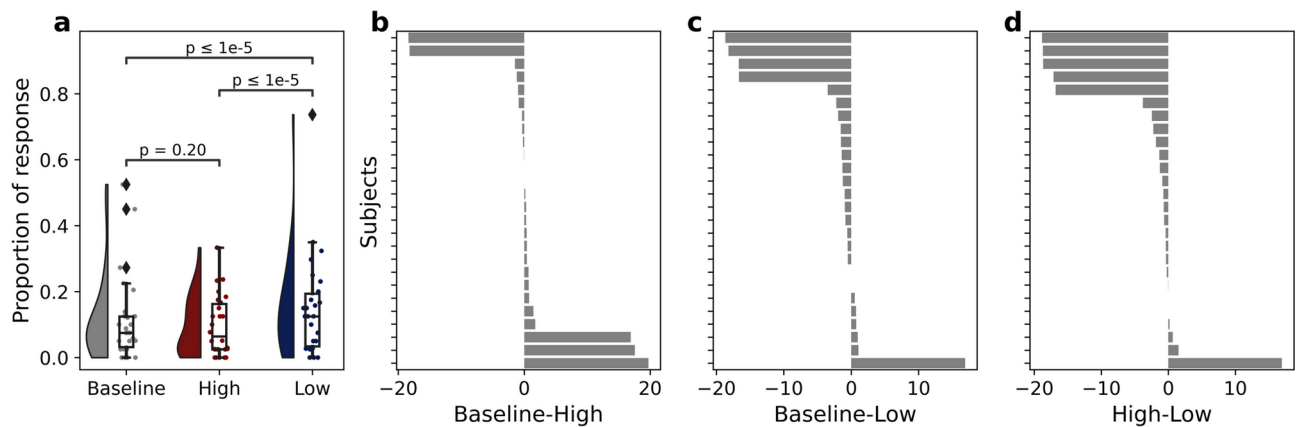 a
Proportion of response
0.8
0.6
0.4
0.2
0.0
p ≤ 1e-5
p ≤ 1e-5
p = 0.20
Baseline
High
Low
b
Subjects
−20
0
20
Baseline-High
c
−20
−10
0
10
Baseline-Low
d
−20
−10
0
10
High-Low